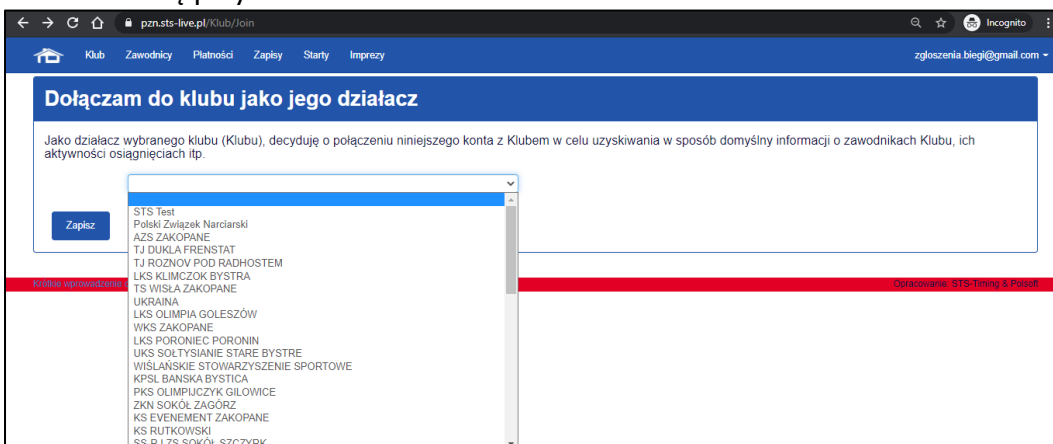 pzn.sts-live.pl/Klub/Join
Incognito
Klub Zawodnicy Płatności Zapisy Starty Imprezy zgloszenia.biegi@gmail.com
Dołączam do klubu jako jego działacz
Jako działacz wybranego klubu (Klubu), decyduję o połączeniu niniejszego konta z Klubem w celu uzyskiwania w sposób domyślny informacji o zawodnikach Klubu, ich
aktywności osiągnięciach itp.
STS Test
Zapisz
Polski Związek Narciarski
AZS ZAKOPANE
TJ DUKLA FRENSTAT
TJ ROZNOV POD RADHOSTEM
LKS KLIMCZOK BYSTRA
Krótkie wprowadzenie
Opracowanie: STS-Timing & Polsoft
TS WISŁA ZAKOPANE
UKRAINA
LKS OLIMPIA GOLESZÓW
WKS ZAKOPANE
LKS PORONIEC PORONIN
UKS SOŁTYSIANIE STARE BYSTRE
WIŚLAŃSKIE STOWARZYSZENIE SPORTOWE
KPSL BANSKA BYSTICA
PKS OLIMPIJCZYK GILOWICE
ZKN SOKÓŁ ZAGÓRZ
KS EVENEMENT ZAKOPANE
KS RUTKOWSKI
SOKÓŁ SZCZYRK